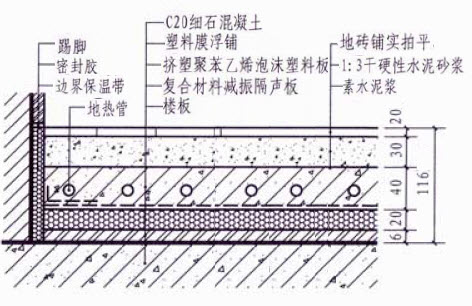 C20细石混凝土
塑料膜浮铺
挤塑聚苯乙烯泡沫塑料板
复合材料减振隔声板
楼板
踢脚
密封胶
边界保温带
地热管
地砖铺实拍平
1:3干硬性水泥砂浆
素水泥浆
20
30
40
20
6
116